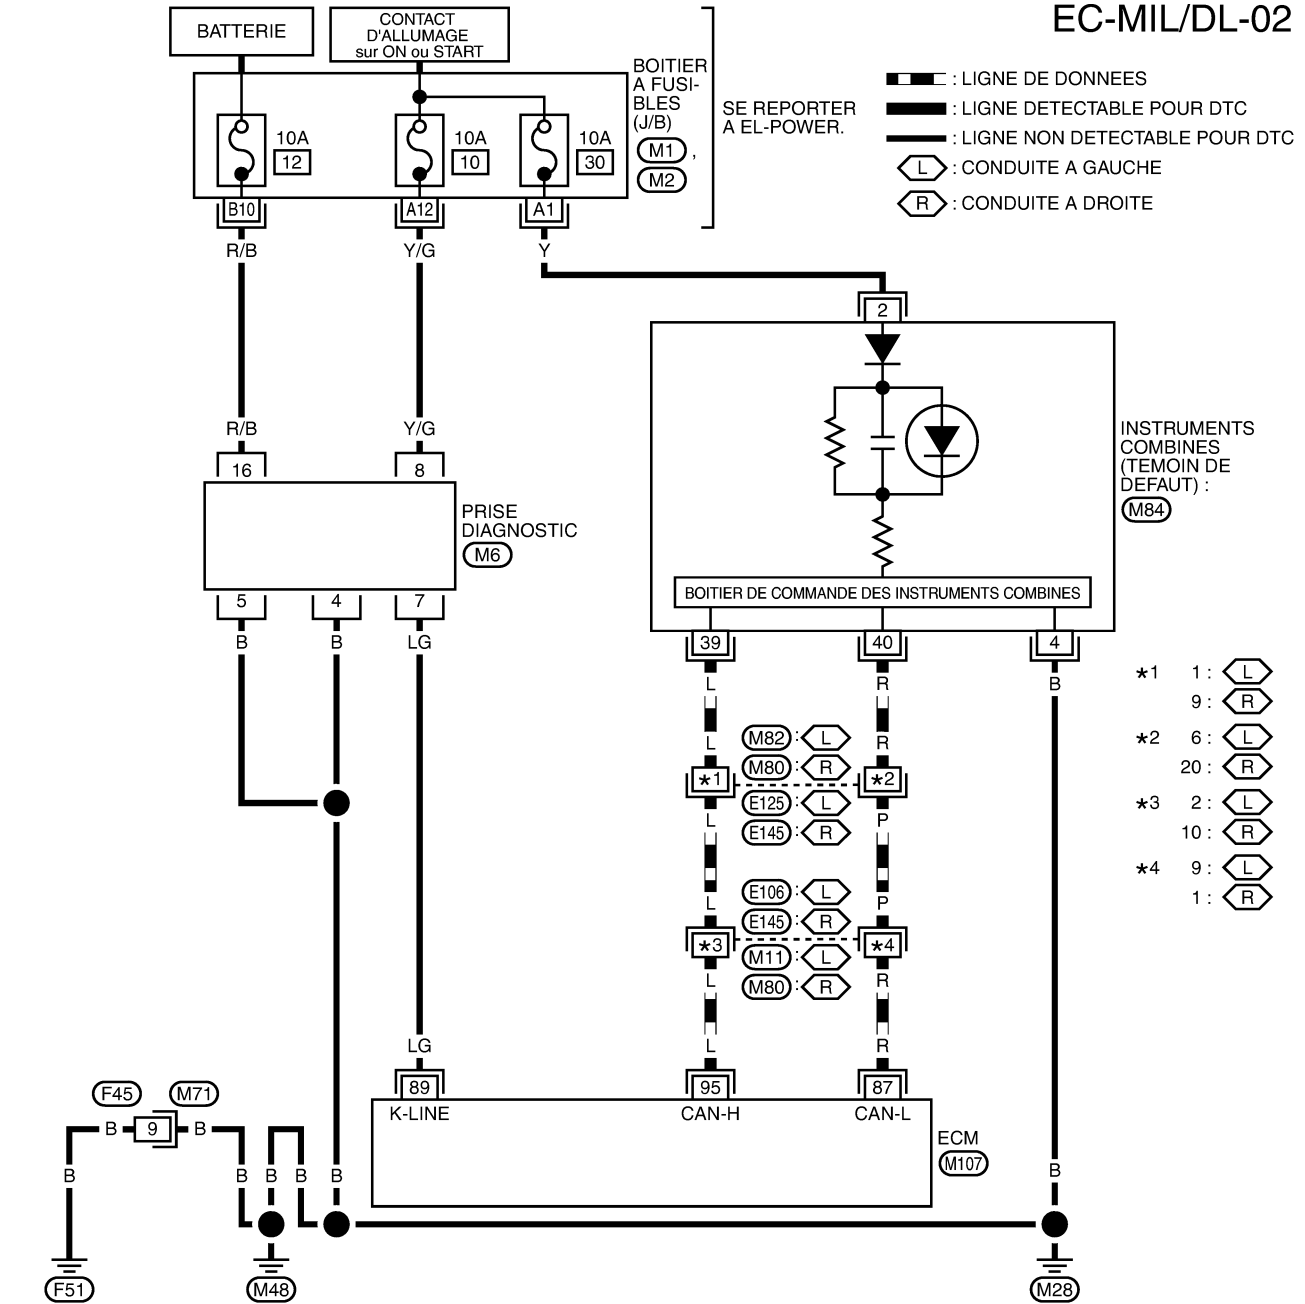 EC-MIL/DL-02
BATTERIE
CONTACT
D'ALLUMAGE
sur ON ou START
BOITIER
A FUSI-
BLES
(J/B)
M1 ,
M2
SE REPORTER
A EL-POWER.
: LIGNE DE DONNEES
: LIGNE DETECTABLE POUR DTC
: LIGNE NON DETECTABLE POUR DTC
L : CONDUITE A GAUCHE
R : CONDUITE A DROITE
10A
12
10A
10
10A
30
B10
A12
A1
R/B
Y/G
Y
2
R/B
Y/G
16
8
PRISE
DIAGNOSTIC
M6
INSTRUMENTS
COMBINES
(TEMOIN DE
DEFAUT) :
M84
BOITIER DE COMMANDE DES INSTRUMENTS COMBINES
5
4
7
B
B
LG
39
40
4
L
R
B
L
R
M82 : L
M80 : R
*1
*2
E125 : L
E145 : R
L
P
L
P
E106 : L
E145 : R
*3
*4
M11 : L
M80 : R
L
R
L
R
*1 1 : L
9 : R
*2 6 : L
20 : R
*3 2 : L
10 : R
*4 9 : L
1 : R
LG
89
95
87
K-LINE
CAN-H
CAN-L
ECM
M107
F45
M71
B
9
B
B
B
B
B
B
B
F51
M48
M28